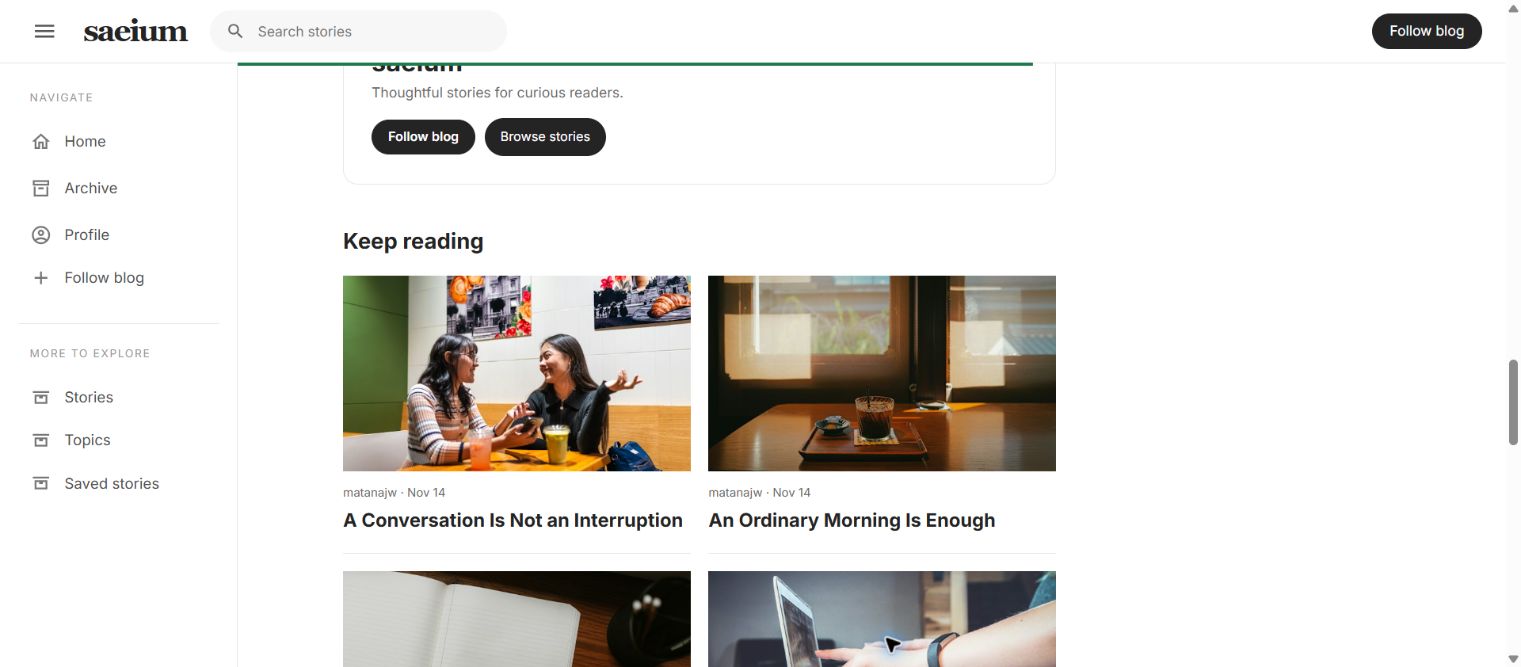 saeium
Search stories
Follow blog
NAVIGATE
Home
Archive
Profile
Follow blog
MORE TO EXPLORE
Stories
Topics
Saved stories
saeium
Thoughtful stories for curious readers.
Follow blog
Browse stories
Keep reading
matanajw · Nov 14
A Conversation Is Not an Interruption
matanajw · Nov 14
An Ordinary Morning Is Enough